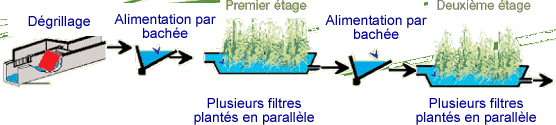 Dégrillage
Alimentation par
bachée
Premier étage
Plusieurs filtres
plantés en parallèle
Alimentation par
bachée
Deuxième étage
Plusieurs filtres
plantés en parallèle